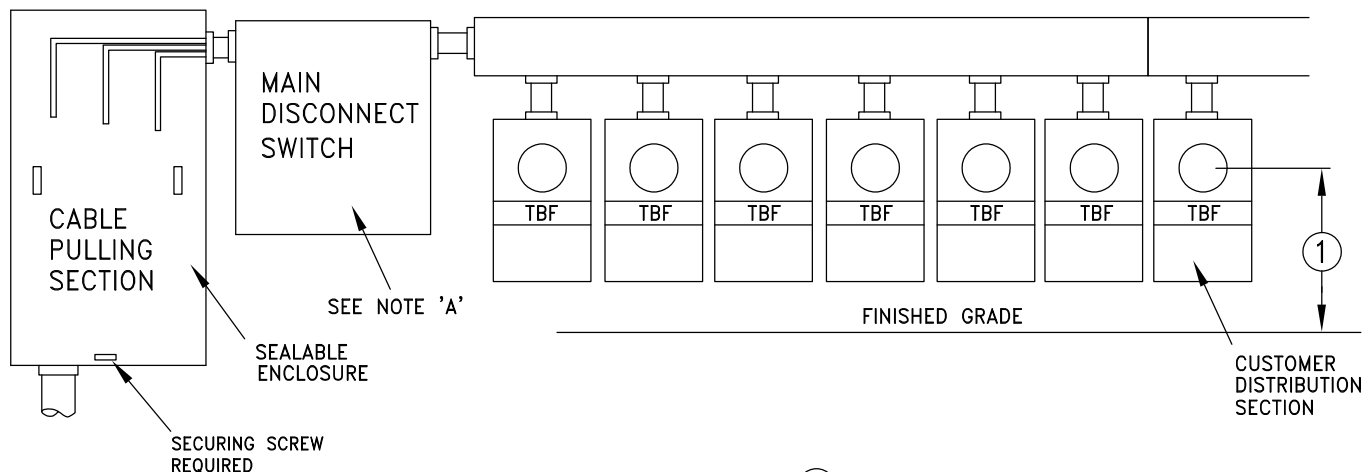 MAIN
DISCONNECT
SWITCH
CABLE
PULLING
SECTION
TBF TBF TBF TBF TBF TBF TBF
1
SEE NOTE 'A'
FINISHED GRADE
SEALABLE
ENCLOSURE
CUSTOMER
DISTRIBUTION
SECTION
SECURING SCREW
REQUIRED